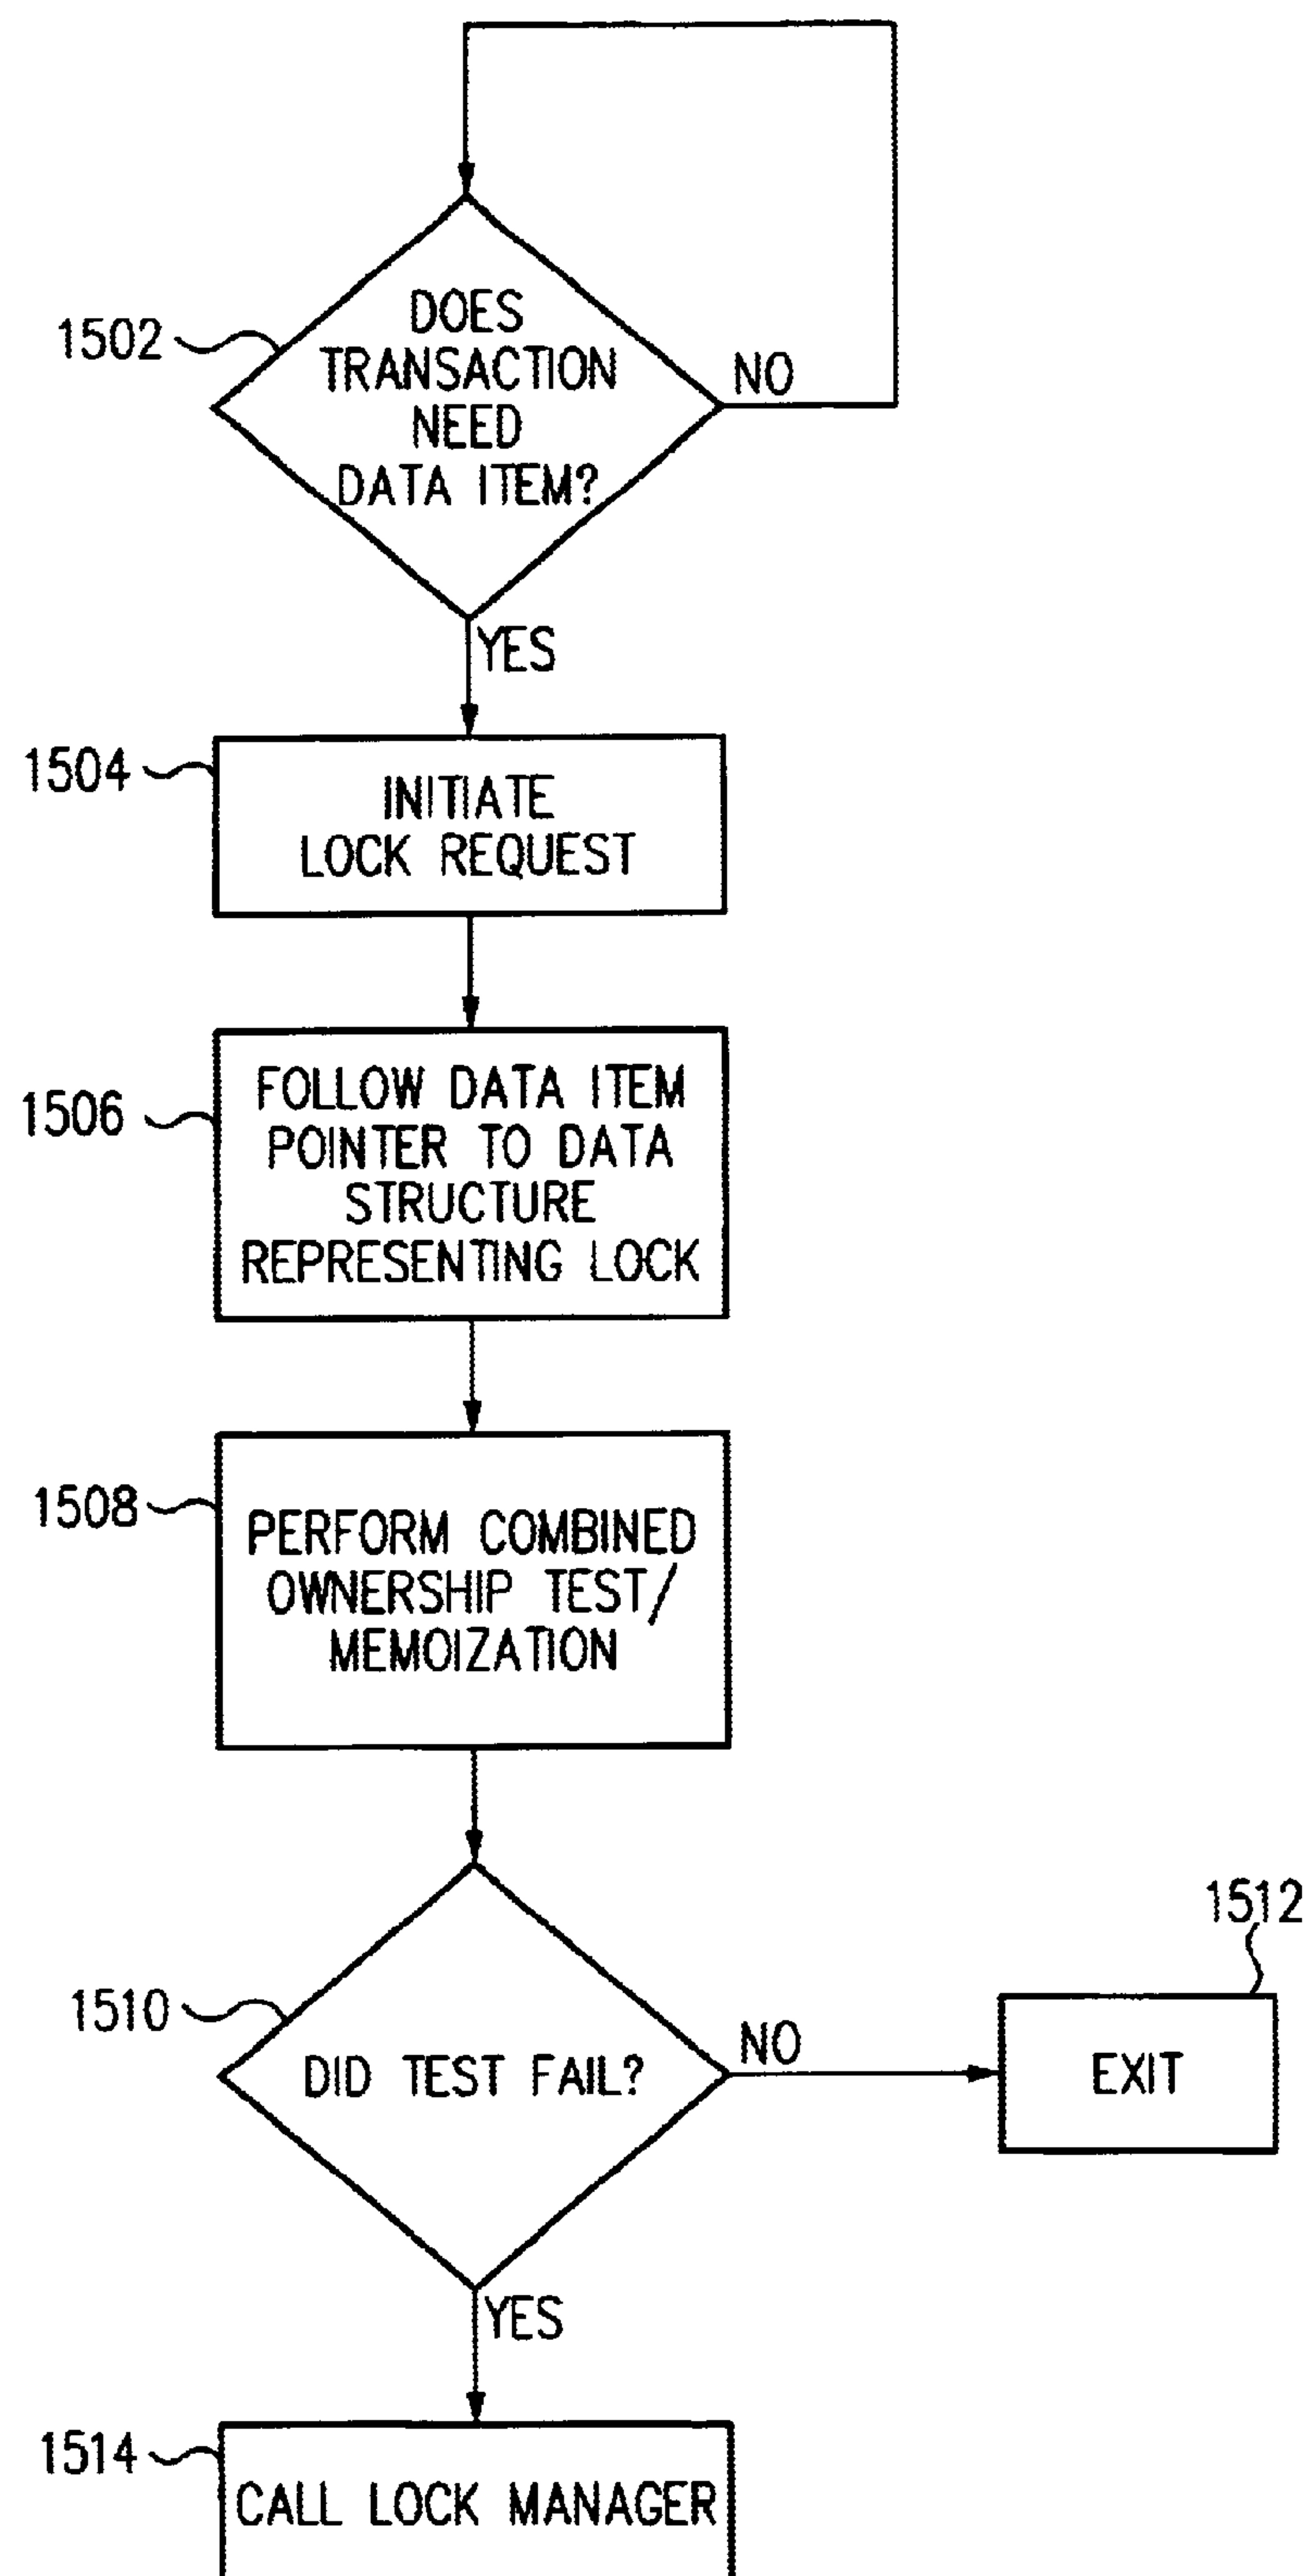 1502
DOES
TRANSACTION
NEED
DATA ITEM?
NO
YES
1504
INITIATE
LOCK REQUEST
1506
FOLLOW DATA ITEM
POINTER TO DATA
STRUCTURE
REPRESENTING LOCK
1508
PERFORM COMBINED
OWNERSHIP TEST/
MEMOIZATION
1510
DID TEST FAIL?
NO
1512
EXIT
YES
1514
CALL LOCK MANAGER